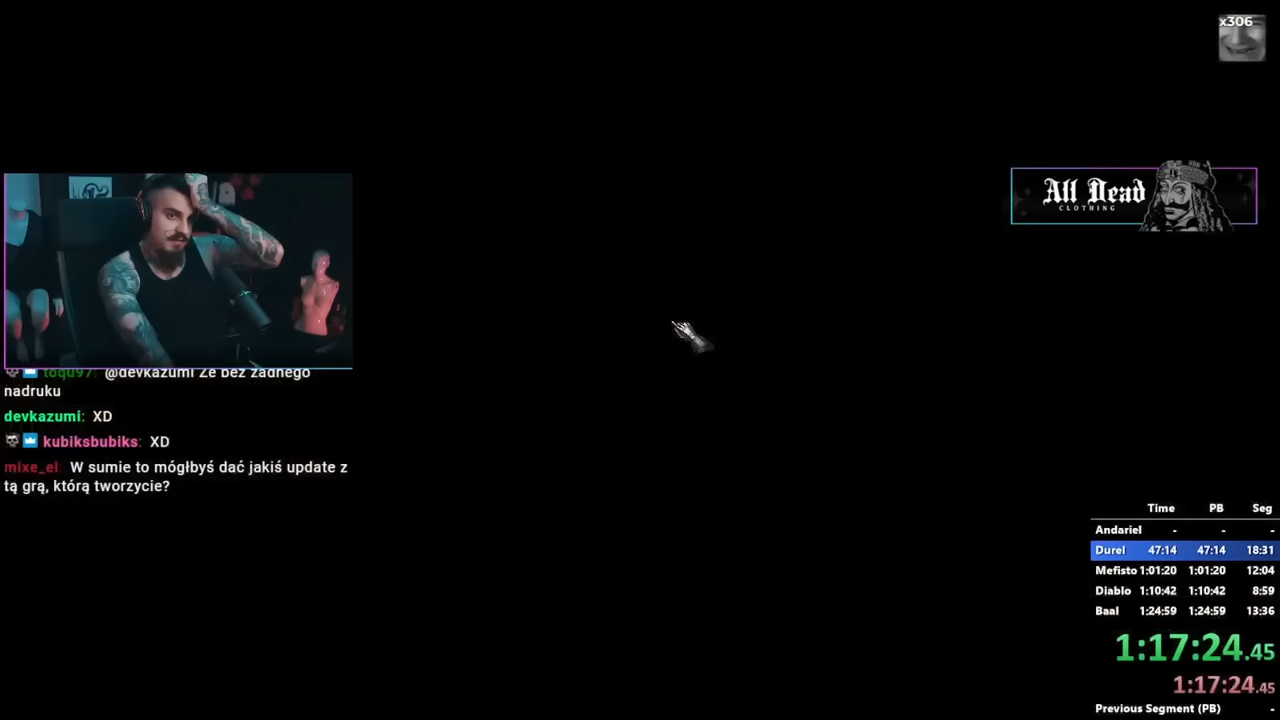 x306
All Dead
CLOTHING
toqu97: @devkazumi Że bez żadnego
nadruku
devkazumi: XD
kubiksbubiks: XD
mlxe_el: W sumie to mógłbyś dać jakiś update z
tą grą, którą tworzycie?
Time PB Seg
Andariel - - -
Durel 47:14 47:14 18:31
Mefisto 1:01:20 1:01:20 12:04
Diablo 1:10:42 1:10:42 8:59
Baal 1:24:59 1:24:59 13:36
1:17:24.45
1:17:24.45
Previous Segment (PB) -